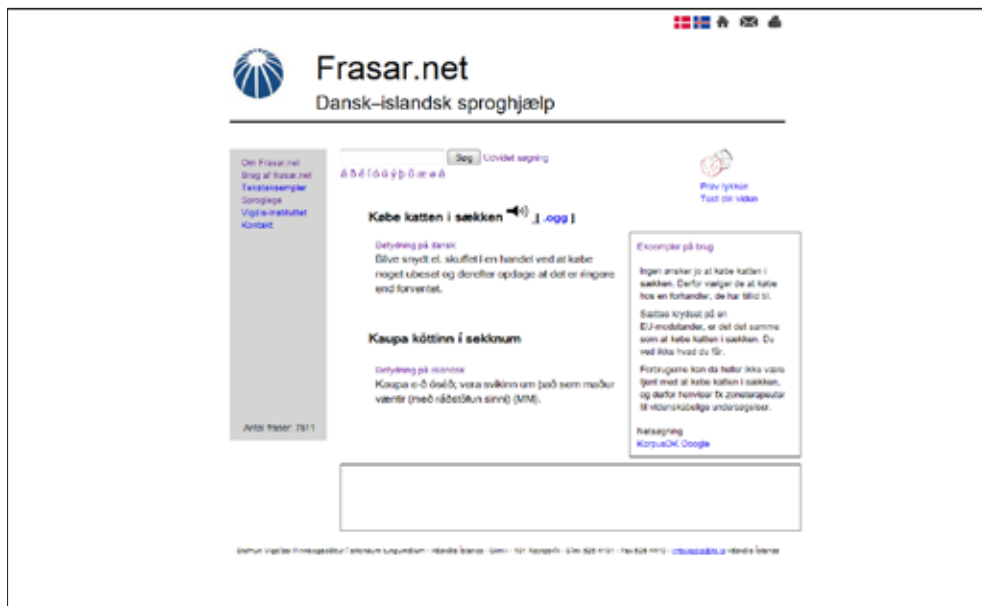 Frasar.net
Dansk–islandsk sproghjælp
Om Frasar.net
Brug af frasar.net
Teksteksempler
Sproglege
Vigdis-instituttet
Kontakt
Antal fraser: 7811
Søg Udvidet søgning
á ð é í ó ú ý þ ö æ ø å
Prøv lykken
Test din viden
Købe katten i sækken [ .ogg ]
Betydning på dansk
Blive snydt el. skuffet i en handel ved at købe
noget ubeset og derefter opdage at det er ringere
end forventet.
Kaupa köttinn í sekknum
Betydning på islandsk
Kaupa e-ð óséð; vera svikinn um það sem maður
væntir (með ráðstöfun sinni) (MM).
Eksempler på brug
Ingen ønsker jo at købe katten i
sækken. Derfor vælger de at købe
hos en forhandler, de har tillid til.
Sættes krydset på en
EU-modstander, er det det samme
som at købe katten i sækken. Du
ved ikke hvad du får.
Forbrugerne kan da heller ikke være
tjent med at købe katten i sækken,
og derfor henviser fx zoneterapeuter
til videnskabelige undersøgelser.
Netsøgning
KorpusDK Google